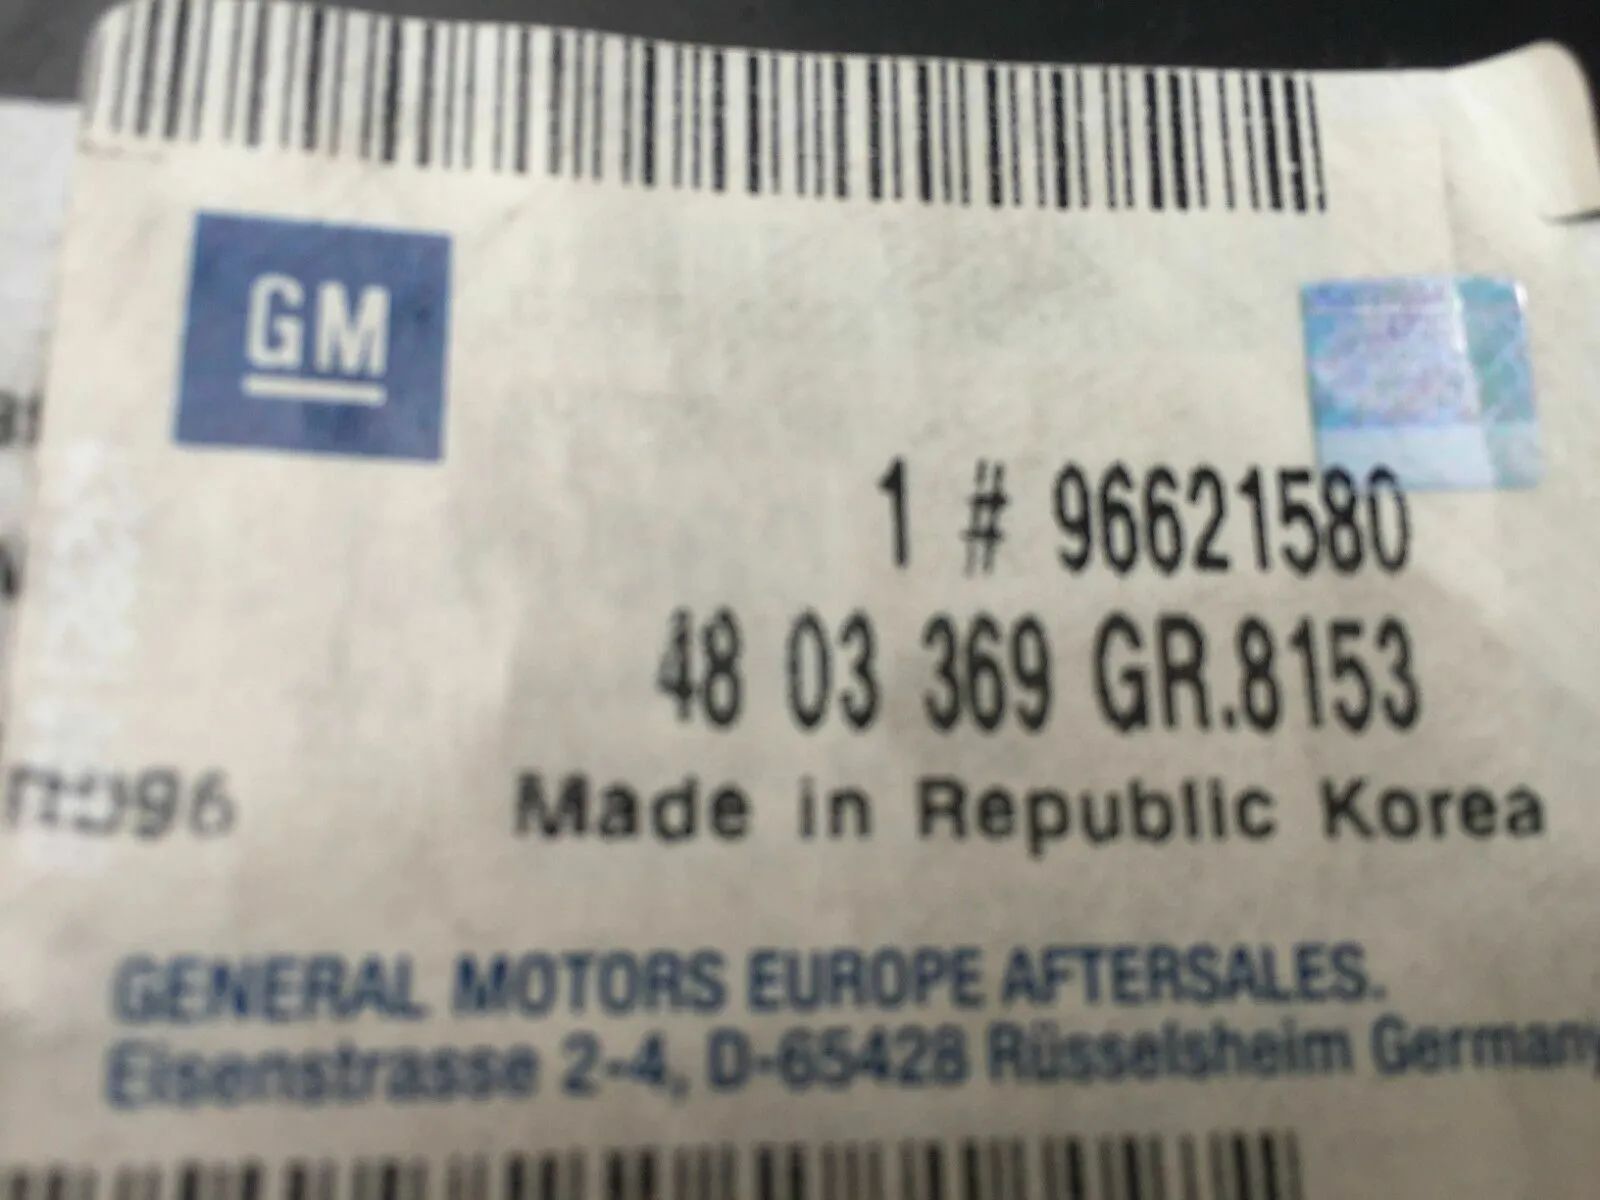 GM
1 # 96621580
48 03 369 GR.8153
Made in Republic Korea
GENERAL MOTORS EUROPE AFTERSALES.
Eisenstrasse 2-4, D-65428 Rüsselsheim Germany